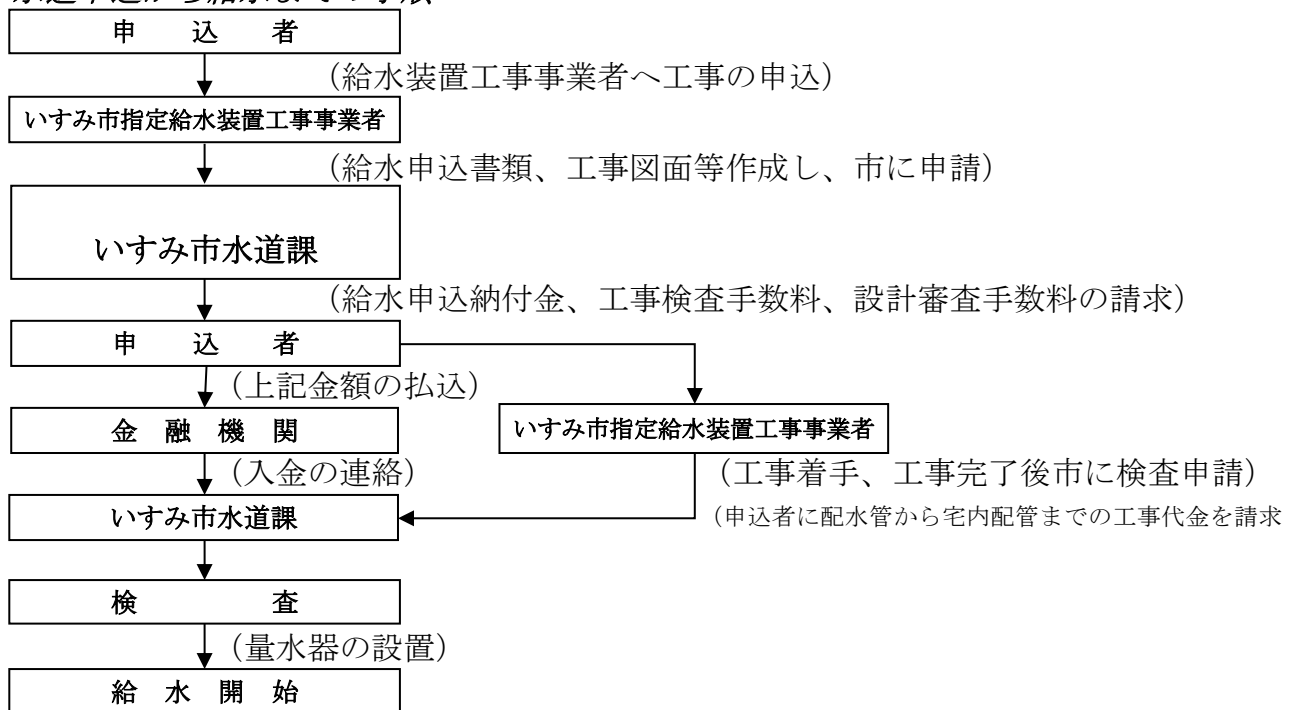 申　込　者
（給水装置工事事業者へ工事の申込）
いすみ市指定給水装置工事事業者
（給水申込書類、工事図面等作成し、市に申請）
いすみ市水道課
（給水申込納付金、工事検査手数料、設計審査手数料の請求）
申　込　者
（上記金額の払込）
金　融　機　関
いすみ市指定給水装置工事事業者
（入金の連絡）
（工事着手、工事完了後市に検査申請）
いすみ市水道課
（申込者に配水管から宅内配管までの工事代金を請求
検　　　査
（量水器の設置）
給　水　開　始